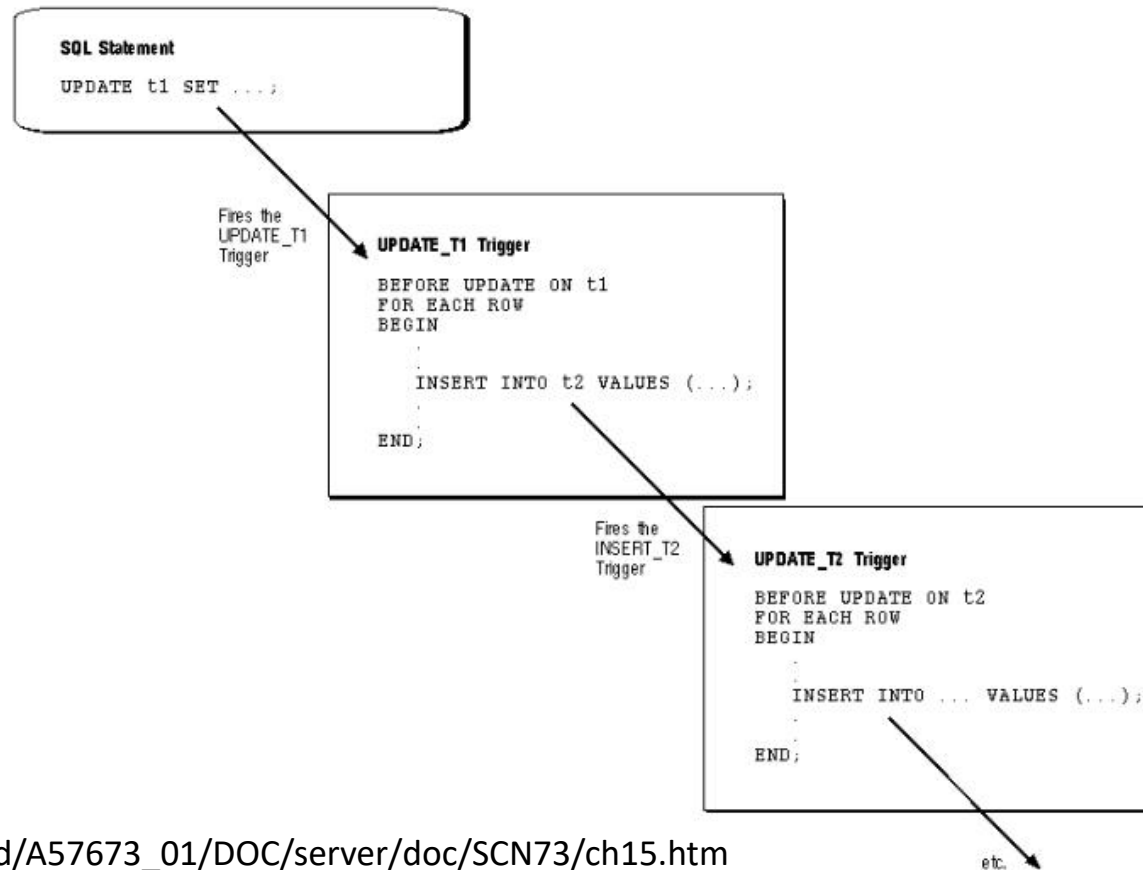 SQL Statement
UPDATE t1 SET ...;
Fires the
UPDATE_T1
Trigger
UPDATE_T1 Trigger
BEFORE UPDATE ON t1
FOR EACH ROW
BEGIN
.
.
INSERT INTO t2 VALUES (...);
.
.
END;
Fires the
INSERT_T2
Trigger
UPDATE_T2 Trigger
BEFORE UPDATE ON t2
FOR EACH ROW
BEGIN
.
.
INSERT INTO ... VALUES (...);
.
.
END;
etc.
d/A57673_01/DOC/server/doc/SCN73/ch15.htm